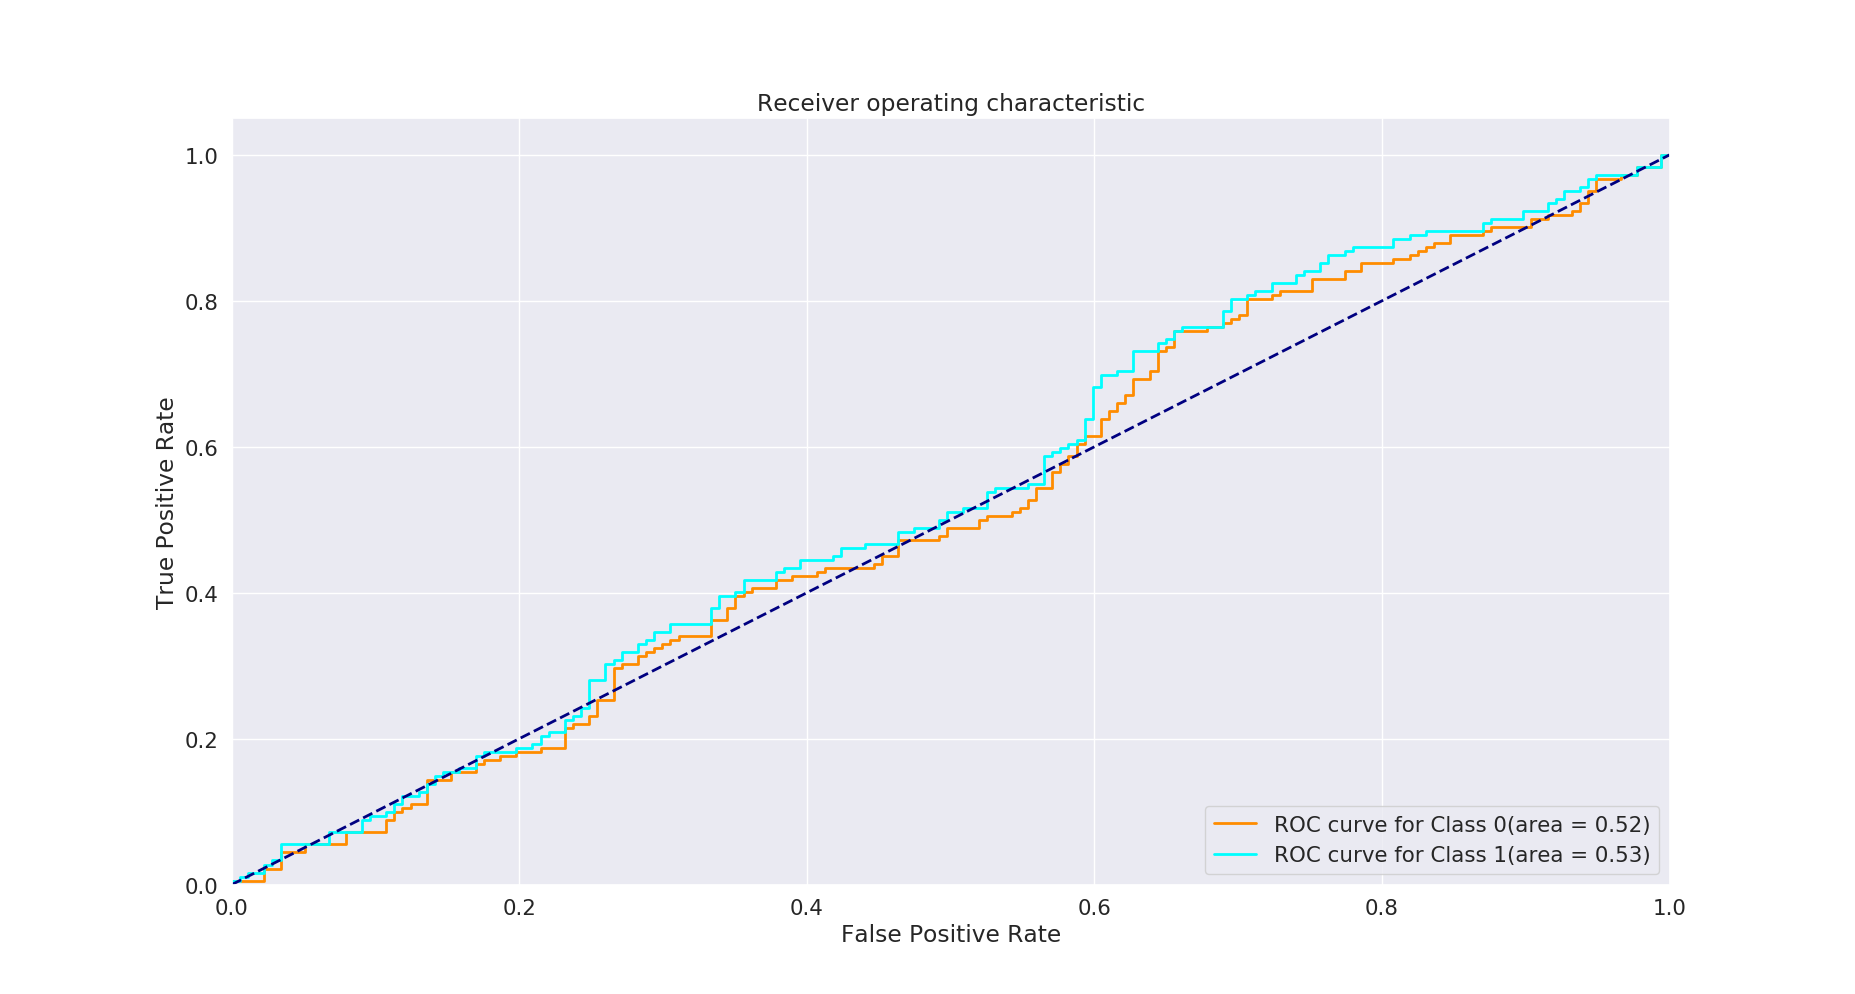 Receiver operating characteristic
True Positive Rate
1.0
0.8
0.6
0.4
0.2
0.0
0.0 0.2 0.4 0.6 0.8 1.0
False Positive Rate
ROC curve for Class 0(area = 0.52)
ROC curve for Class 1(area = 0.53)